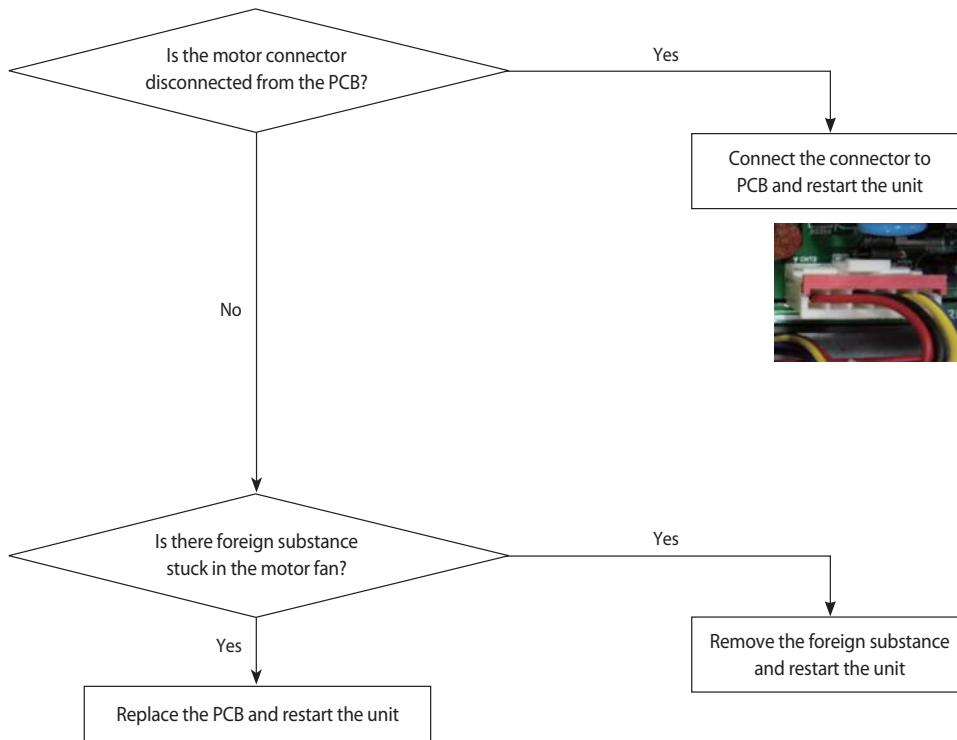 Is the motor connector
disconnected from the PCB?
Yes
Connect the connector to
PCB and restart the unit
No
Is there foreign substance
stuck in the motor fan?
Yes
Remove the foreign substance
and restart the unit
Yes
Replace the PCB and restart the unit